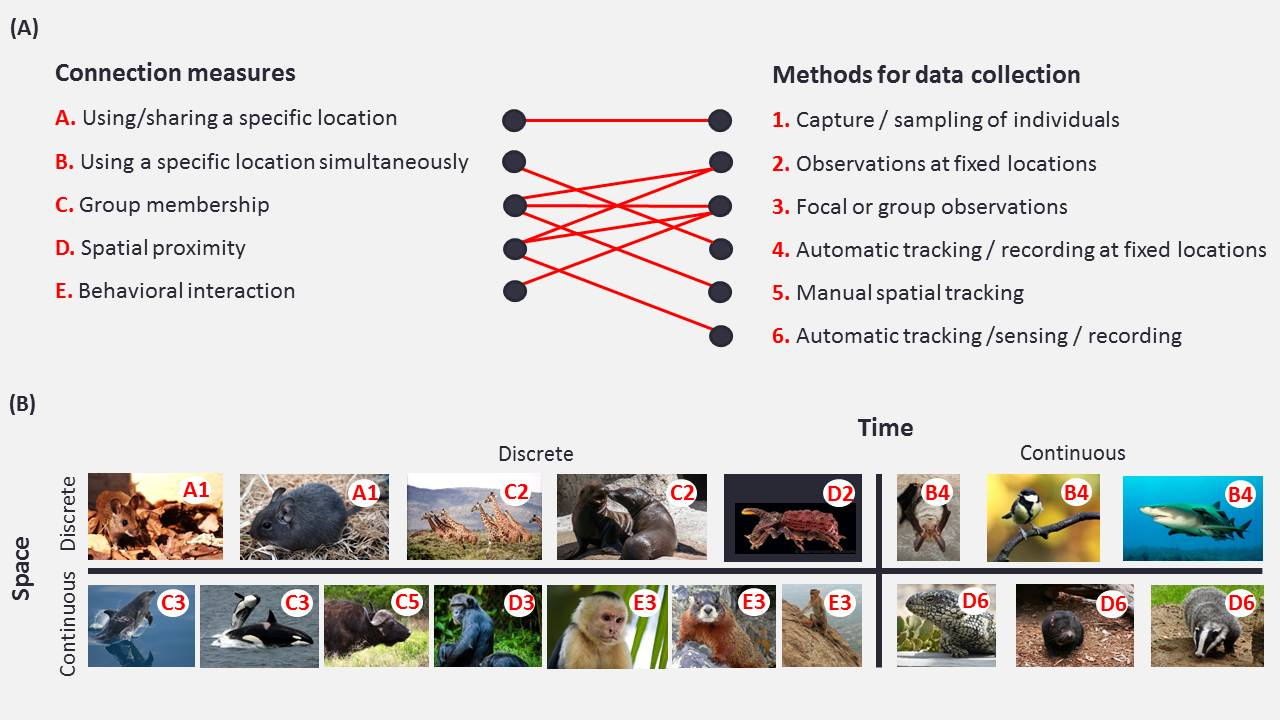 (A)
Connection measures
Methods for data collection
A. Using/sharing a specific location
1. Capture / sampling of individuals
B. Using a specific location simultaneously
2. Observations at fixed locations
C. Group membership
3. Focal or group observations
D. Spatial proximity
4. Automatic tracking / recording at fixed locations
E. Behavioral interaction
5. Manual spatial tracking
6. Automatic tracking /sensing / recording
(B)
Time
Discrete
Continuous
Space
Discrete
A1
A1
C2
C2
D2
B4
B4
B4
Continuous
C3
C3
C5
D3
E3
E3
E3
D6
D6
D6